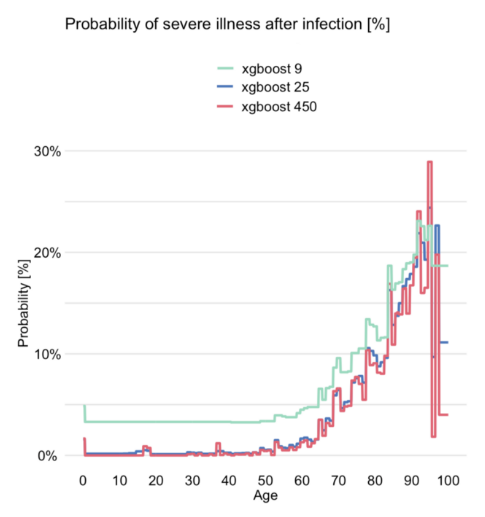 Probability of severe illness after infection [%]
xgboost 9
xgboost 25
xgboost 450
30%
20%
10%
0%
Probability [%]
0 10 20 30 40 50 60 70 80 90 100
Age